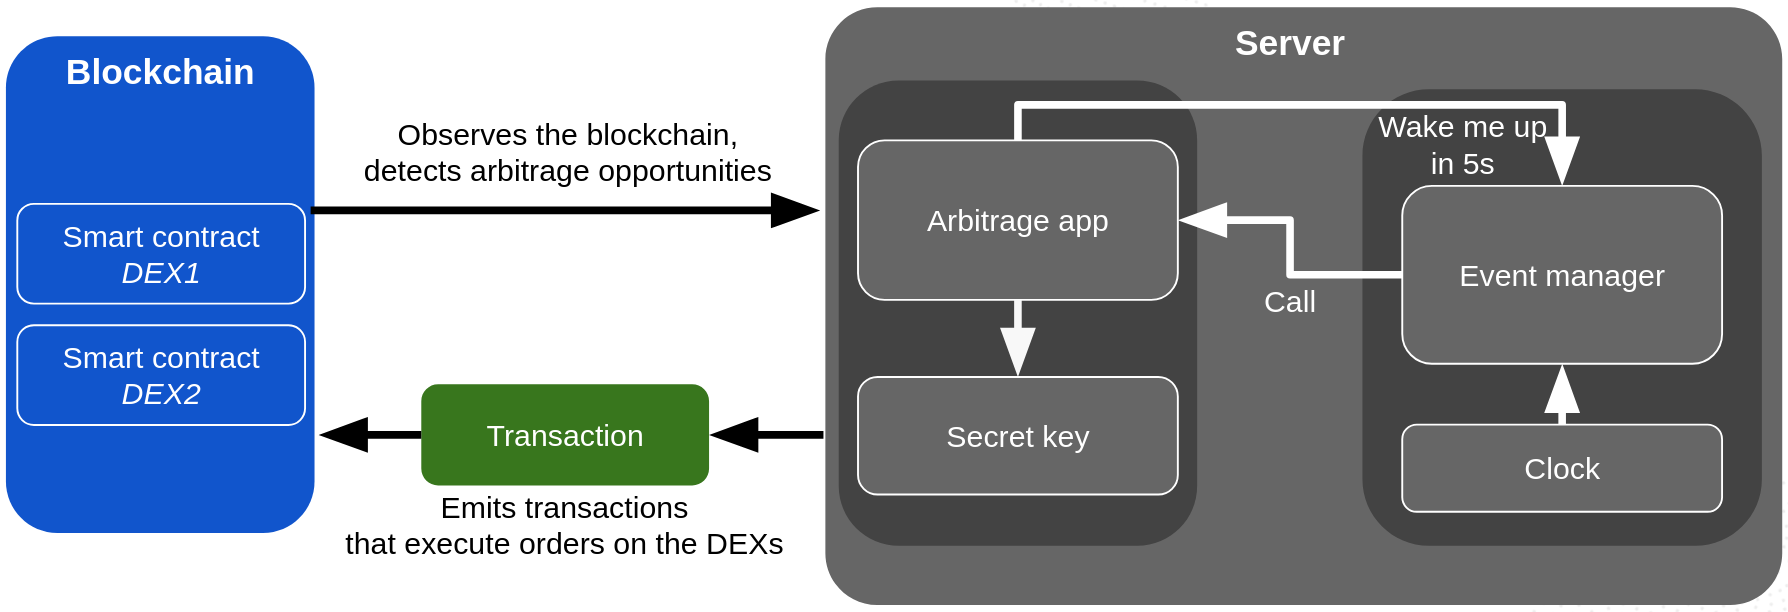 Blockchain
Smart contract
DEX1
Smart contract
DEX2
Observes the blockchain,
detects arbitrage opportunities
Transaction
Emits transactions
that execute orders on the DEXs
Server
Arbitrage app
Secret key
Wake me up
in 5s
Call
Event manager
Clock